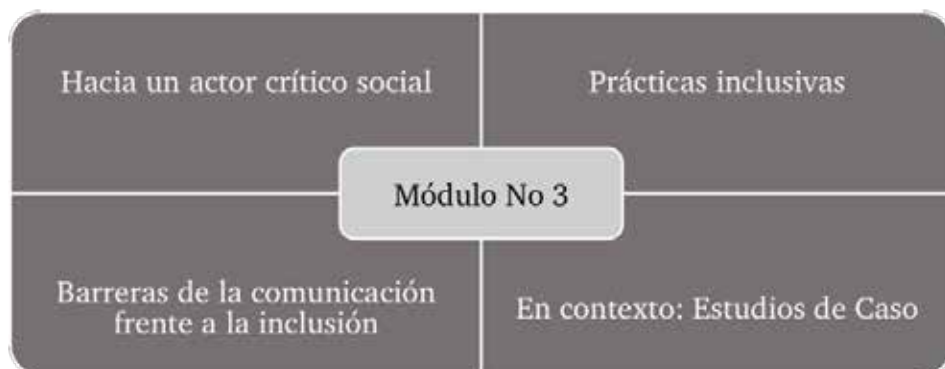 Hacia un actor crítico social
Prácticas inclusivas
Módulo No 3
Barreras de la comunicación
frente a la inclusión
En contexto: Estudios de Caso